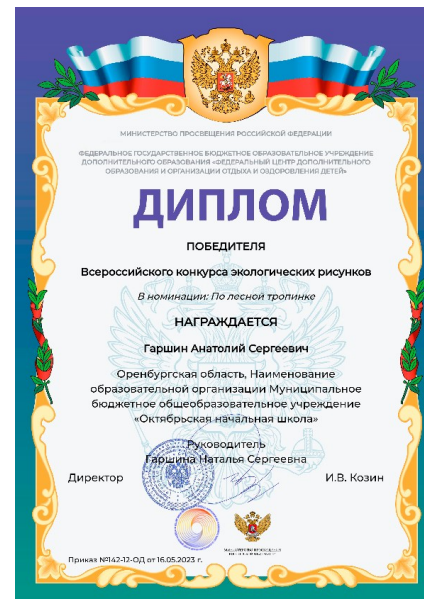 МИНИСТЕРСТВО ПРОСВЕЩЕНИЯ РОССИЙСКОЙ ФЕДЕРАЦИИ
ФЕДЕРАЛЬНОЕ ГОСУДАРСТВЕННОЕ БЮДЖЕТНОЕ ОБРАЗОВАТЕЛЬНОЕ УЧРЕЖДЕНИЕ
ДОПОЛНИТЕЛЬНОГО ОБРАЗОВАНИЯ «ФЕДЕРАЛЬНЫЙ ЦЕНТР ДОПОЛНИТЕЛЬНОГО
ОБРАЗОВАНИЯ И ОРГАНИЗАЦИИ ОТДЫХА И ОЗДОРОВЛЕНИЯ ДЕТЕЙ»
ДИПЛОМ
ПОБЕДИТЕЛЯ
Всероссийского конкурса экологических рисунков
В номинации: По лесной тропинке
НАГРАЖДАЕТСЯ
Гаршин Анатолий Сергеевич
Оренбургская область, Наименование
образовательной организации Муниципальное
бюджетное общеобразовательное учреждение
«Октябрьская начальная школа»
Руководитель
Гаршина Наталья Сергеевна
Директор И.В. Козин
Приказ №142-12-ОД от 16.05.2023 г.